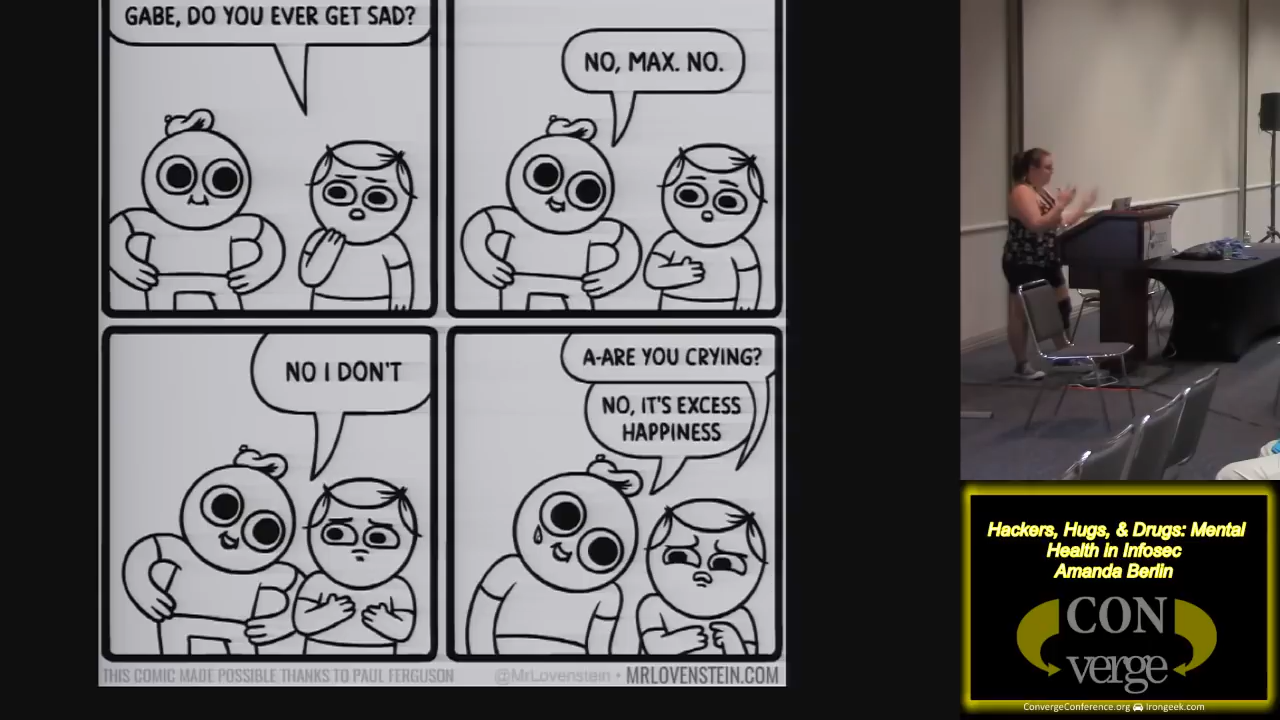 GABE, DO YOU EVER GET SAD?
NO, MAX. NO.
NO I DON'T
A-ARE YOU CRYING?
NO, IT'S EXCESS
HAPPINESS
THIS COMIC MADE POSSIBLE THANKS TO PAUL FERGUSON
@MrLovenstein • MRLOVENSTEIN.COM
Hackers, Hugs, & Drugs: Mental
Health in Infosec
Amanda Berlin
CON
verge
ConvergeConference.org Irongeek.com